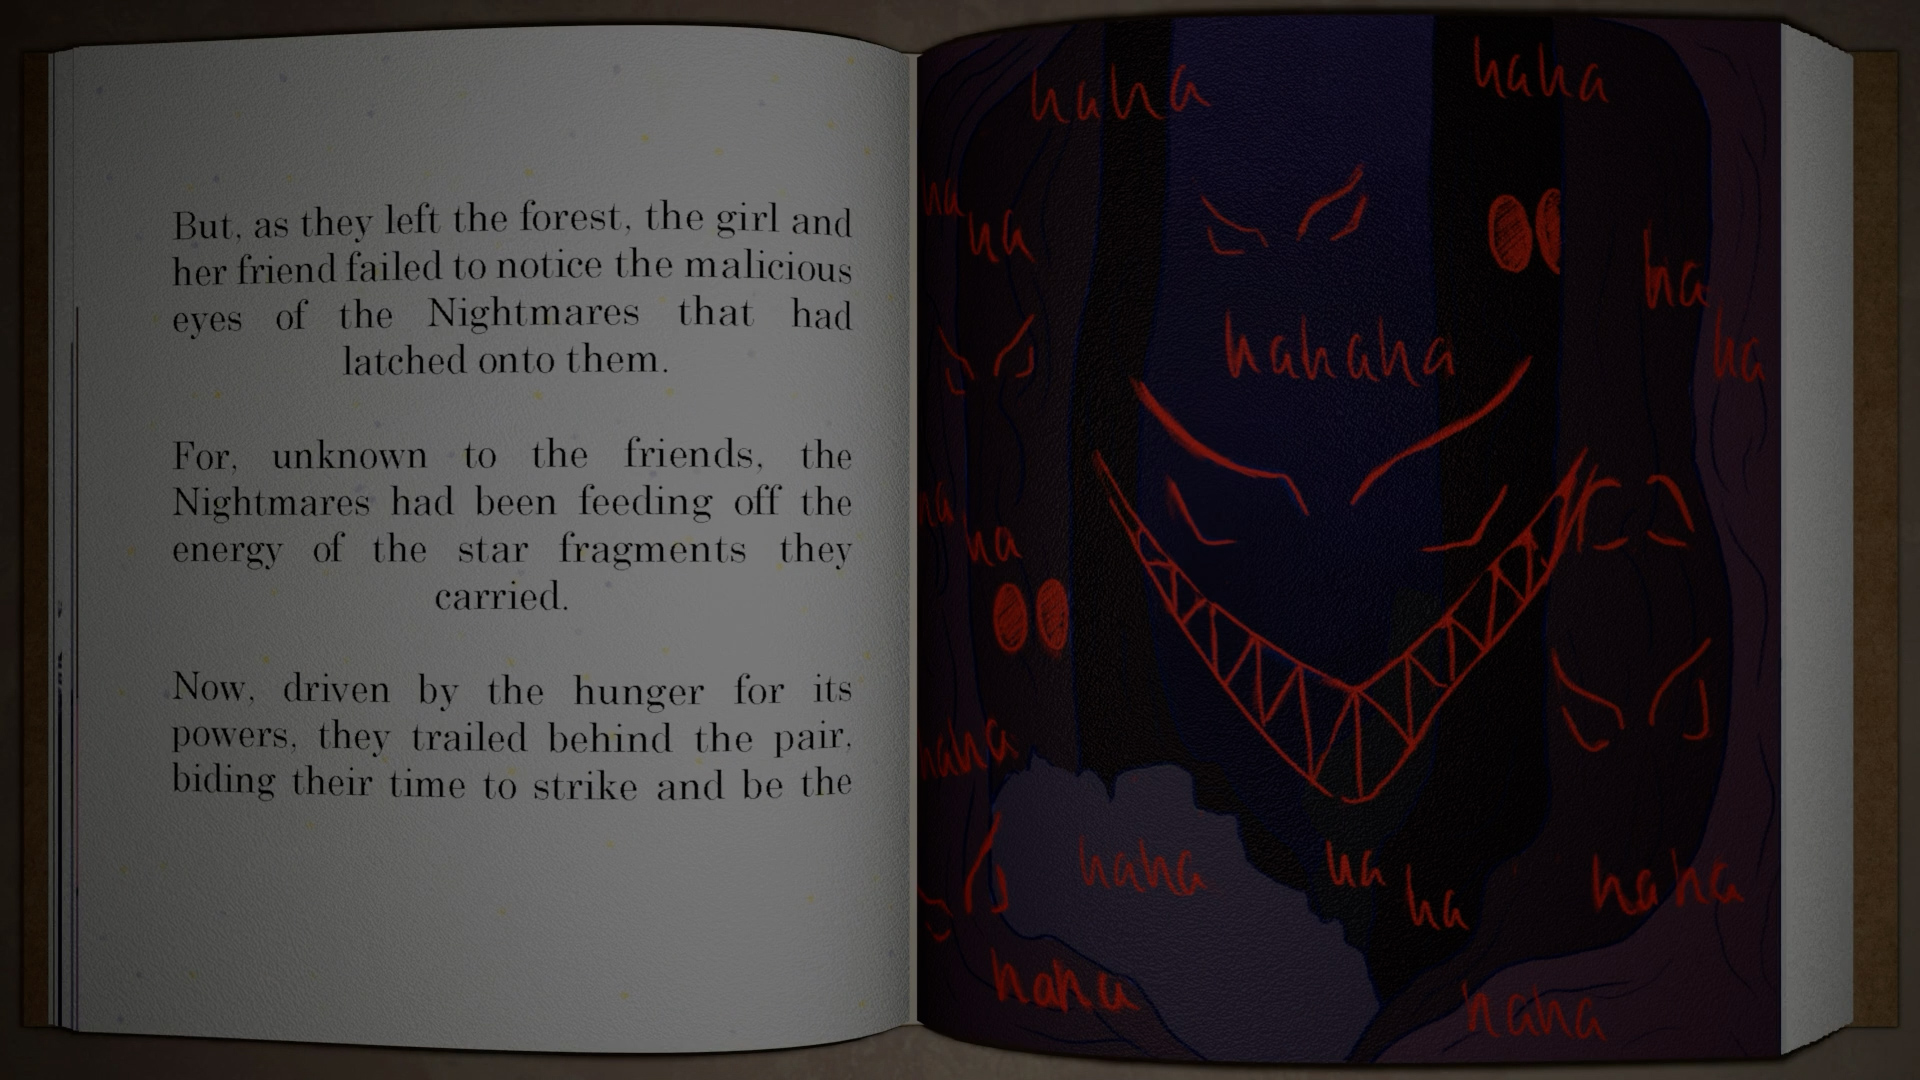 But, as they left the forest, the girl and
her friend failed to notice the malicious
eyes of the Nightmares that had
latched onto them.
For, unknown to the friends, the
Nightmares had been feeding off the
energy of the star fragments they
carried.
Now, driven by the hunger for its
powers, they trailed behind the pair,
biding their time to strike and be the
haha
haha
ha
ha
ha
ha
hahaha
ha
ha
haha
haha
ha
ha
haha
haha
haha